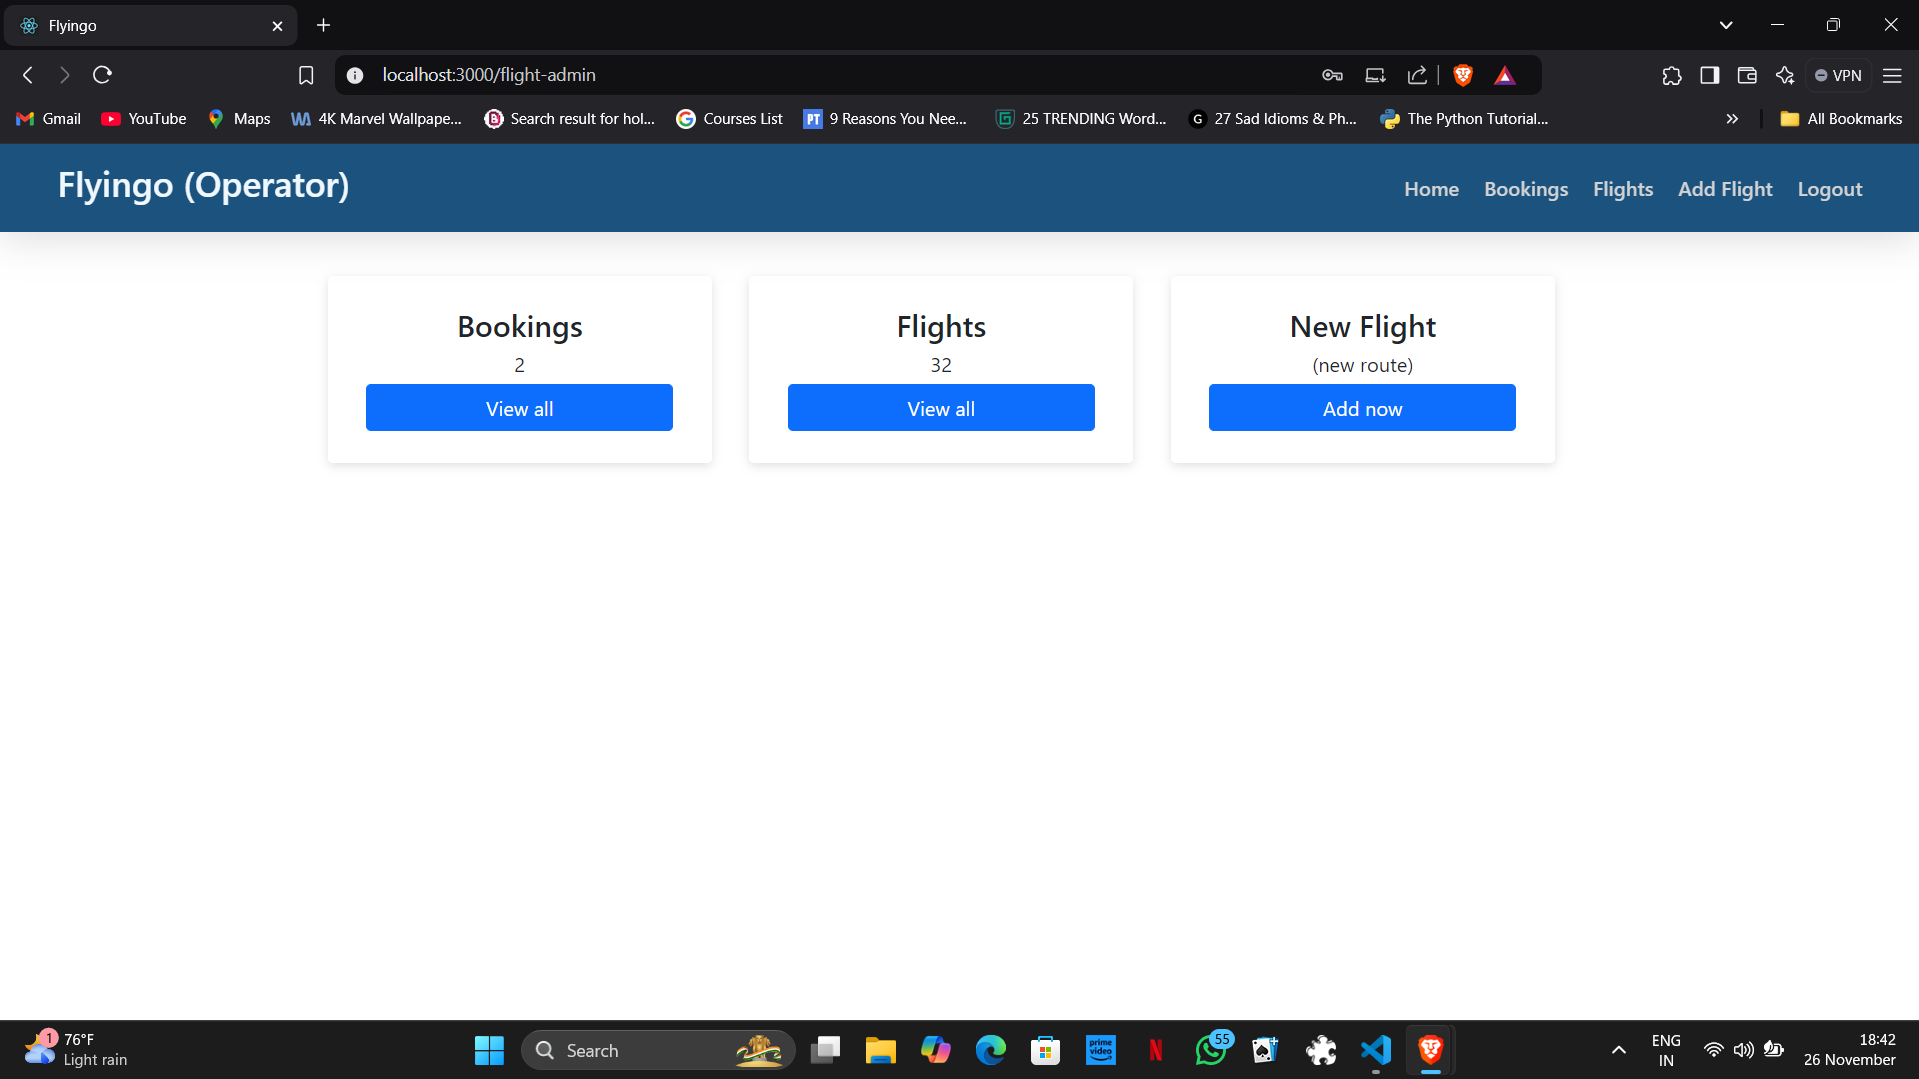 Flyingo
localhost:3000/flight-admin
VPN
Gmail YouTube Maps 4K Marvel Wallpape... Search result for hol... Courses List 9 Reasons You Nee... 25 TRENDING Word... 27 Sad Idioms & Ph... The Python Tutorial... All Bookmarks
Flyingo (Operator)
Home Bookings Flights Add Flight Logout
Bookings
2
View all
Flights
32
View all
New Flight
(new route)
Add now
1
76°F
Light rain
Search
prime video
55
ENG
IN
18:42
26 November